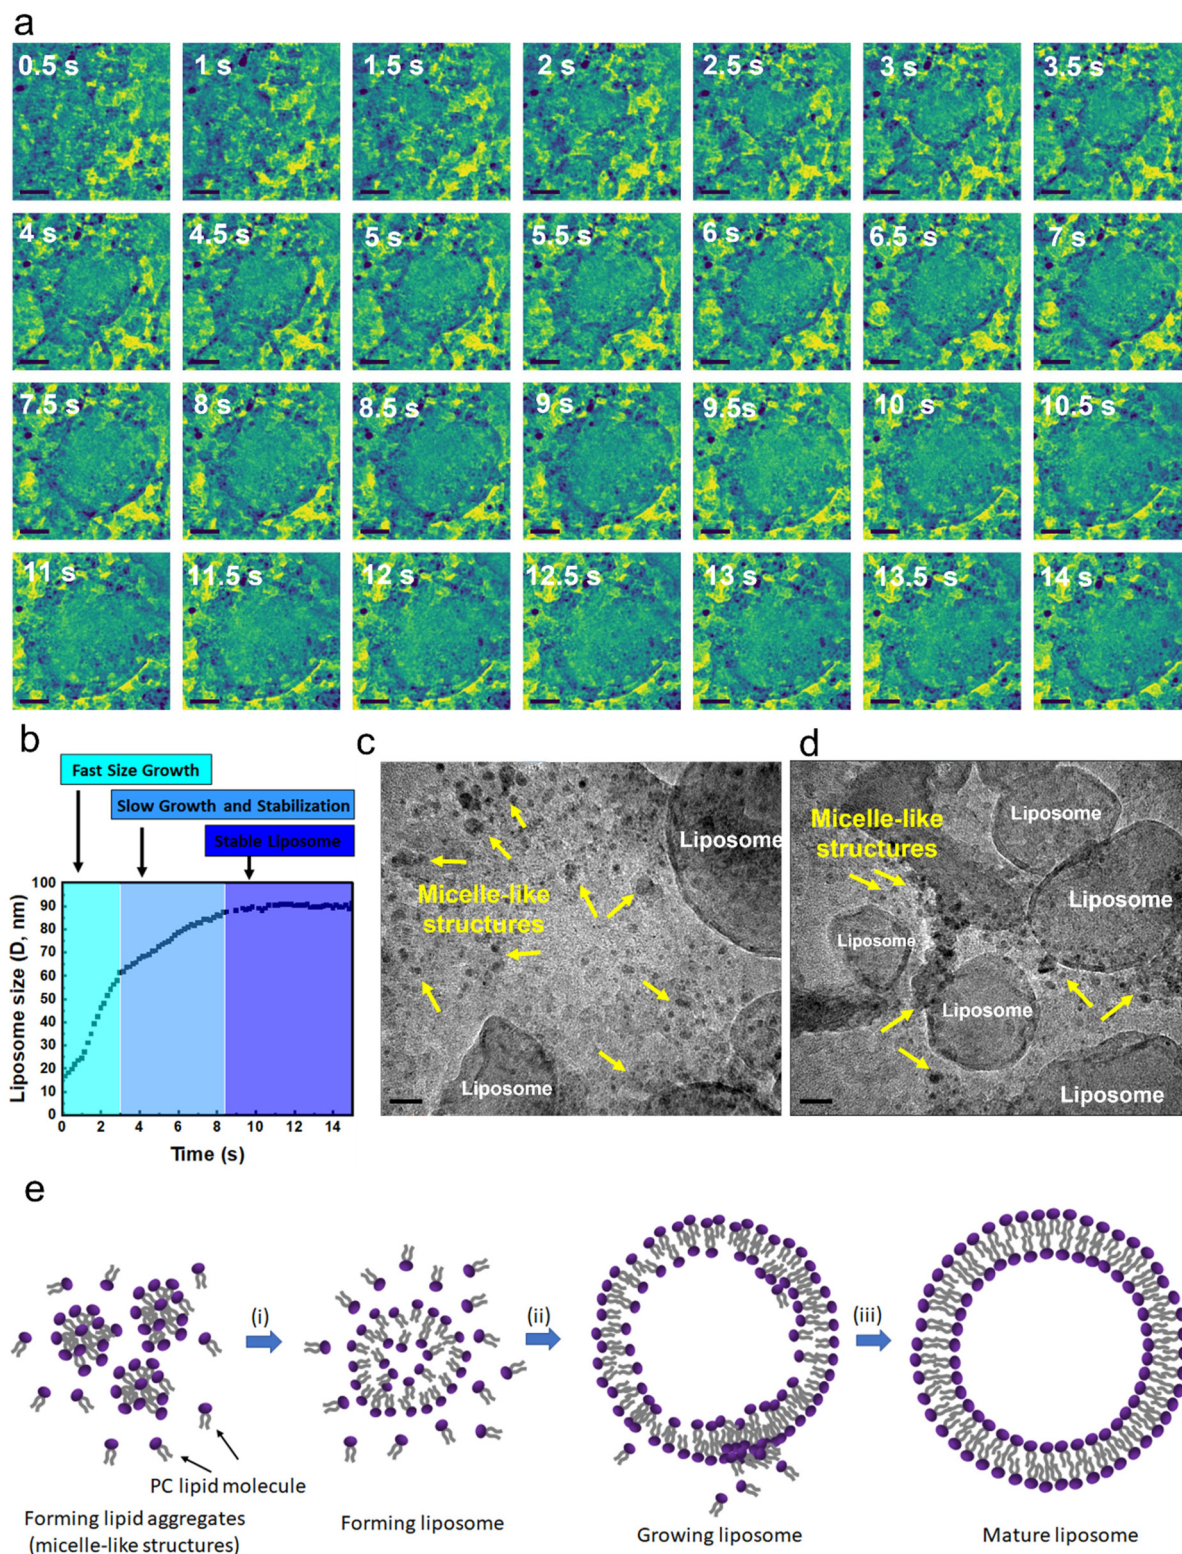 a
0.5 s 1 s 1.5 s 2 s 2.5 s 3 s 3.5 s
4 s 4.5 s 5 s 5.5 s 6 s 6.5 s 7 s
7.5 s 8 s 8.5 s 9 s 9.5s 10 s 10.5 s
11 s 11.5 s 12 s 12.5 s 13 s 13.5 s 14 s
b
Fast Size Growth
Slow Growth and Stabilization
Stable Liposome
Liposome size (D, nm)
100
90
80
70
60
50
40
30
20
10
0
0 2 4 6 8 10 12 14
Time (s)
c
Liposome
Micelle-like
structures
Liposome
d
Liposome
Micelle-like
structures
Liposome
Liposome
Liposome
Liposome
e
(i)
(ii)
(iii)
PC lipid molecule
Forming lipid aggregates
(micelle-like structures)
Forming liposome
Growing liposome
Mature liposome